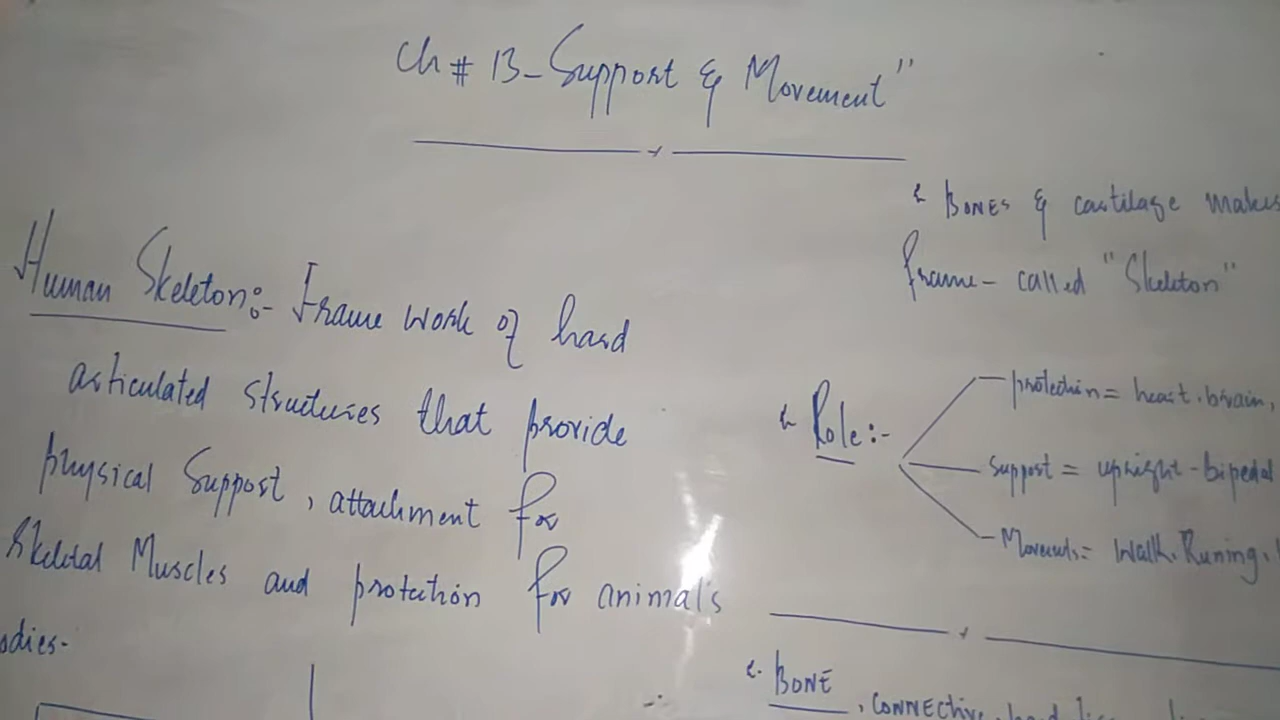 Ch # 13- Support & Movement"
Human Skeleton:- Frame work of hard
articulated structures that provide
physical Support, attachment for
Skeletal Muscles and protection for animal's
odies.
BONES & cartilage makes
frame- called "Skeleton"
Role:-
protection = heart, brain,
Support = upright - bipedal
Movements = Walk, Runing,
BONE
, CONNECtive, hard